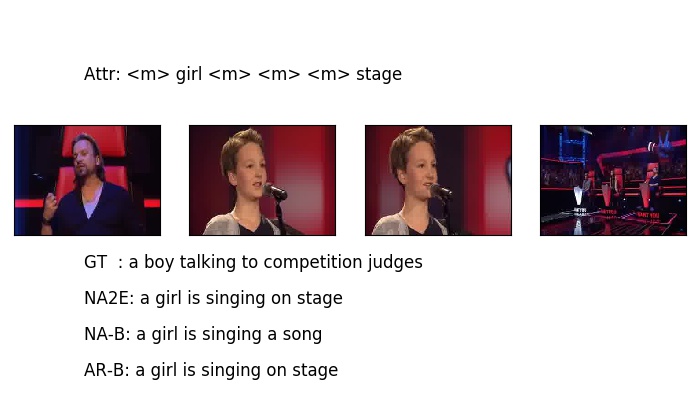 Attr: <m> girl <m> <m> <m> stage
GT : a boy talking to competition judges
NA2E: a girl is singing on stage
NA-B: a girl is singing a song
AR-B: a girl is singing on stage